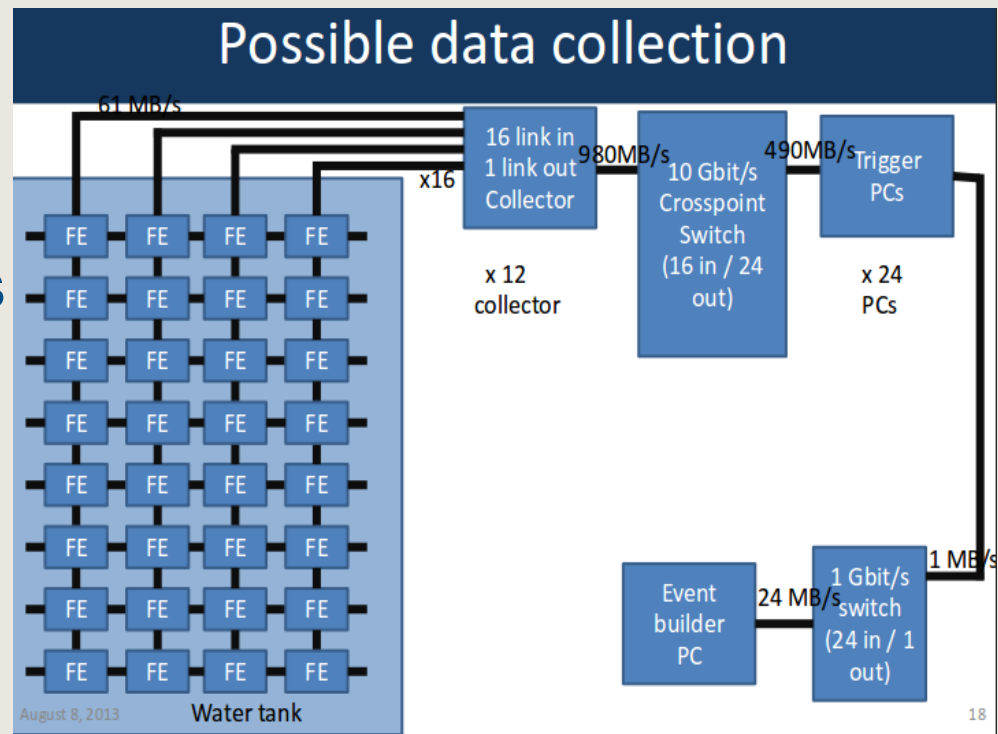 Possible data collection
61 MB/s
16 link in
1 link out
Collector
x16
980MB/s
10 Gbit/s
Crosspoint
Switch
(16 in / 24
out)
490MB/s
Trigger
PCs
x 12
collector
x 24
PCs
s
FE FE FE FE
FE FE FE FE
FE FE FE FE
FE FE FE FE
FE FE FE FE
FE FE FE FE
FE FE FE FE
FE FE FE FE
Event
builder
PC
24 MB/s
1 Gbit/s
switch
(24 in / 1
out)
1 MB/s
August 8, 2013
Water tank
18